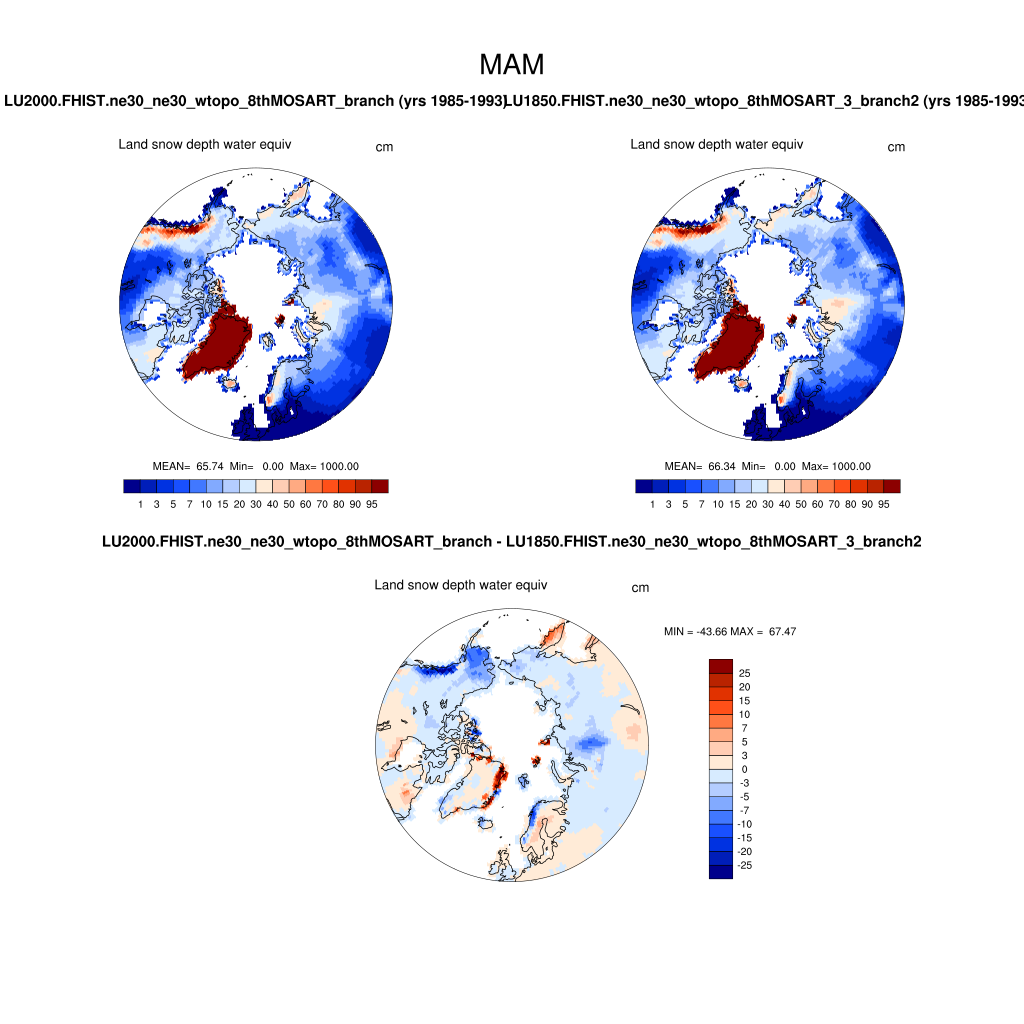 MAM
LU2000.FHIST.ne30_ne30_wtopo_8thMOSART_branch (yrs 1985-1993)
LU1850.FHIST.ne30_ne30_wtopo_8thMOSART_3_branch2 (yrs 1985-1993
Land snow depth water equiv cm
Land snow depth water equiv cm
MEAN= 65.74 Min= 0.00 Max= 1000.00
MEAN= 66.34 Min= 0.00 Max= 1000.00
1 3 5 7 10 15 20 30 40 50 60 70 80 90 95
1 3 5 7 10 15 20 30 40 50 60 70 80 90 95
LU2000.FHIST.ne30_ne30_wtopo_8thMOSART_branch - LU1850.FHIST.ne30_ne30_wtopo_8thMOSART_3_branch2
Land snow depth water equiv cm
MIN = -43.66 MAX = 67.47
25
20
15
10
7
5
3
0
-3
-5
-7
-10
-15
-20
-25